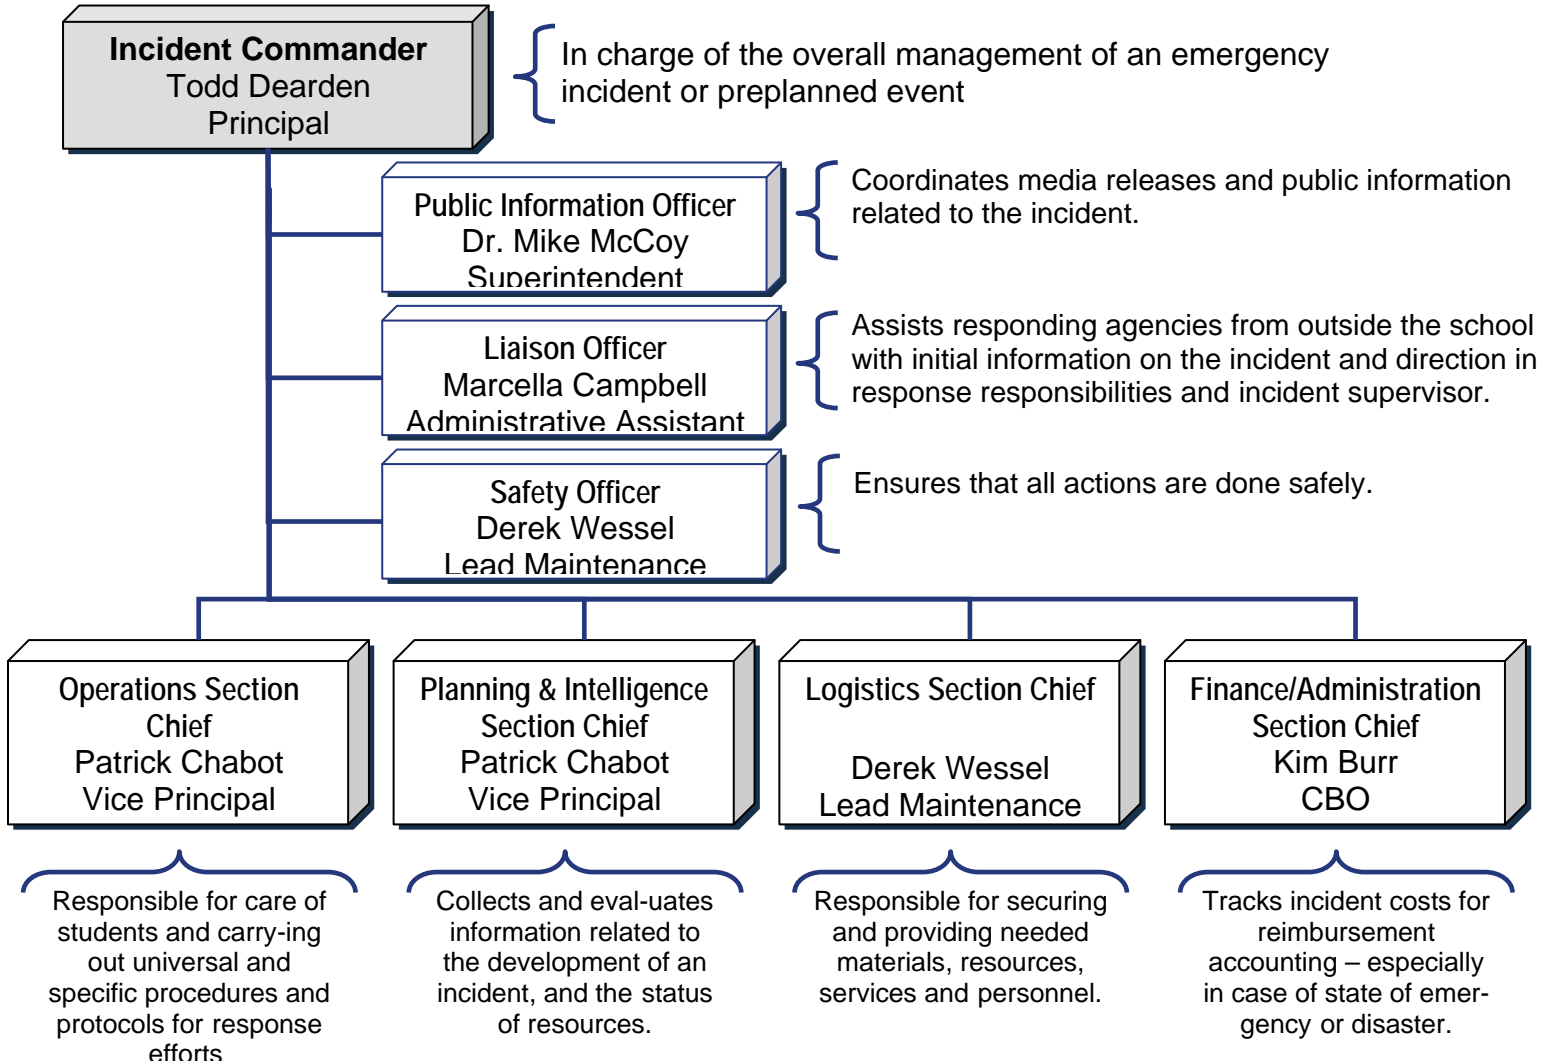 Incident Commander
Todd Dearden
Principal
In charge of the overall management of an emergency
incident or preplanned event
Public Information Officer
Dr. Mike McCoy
Superintendent
Coordinates media releases and public information
related to the incident.
Liaison Officer
Marcella Campbell
Administrative Assistant
Assists responding agencies from outside the school
with initial information on the incident and direction in
response responsibilities and incident supervisor.
Safety Officer
Derek Wessel
Lead Maintenance
Ensures that all actions are done safely.
Operations Section
Chief
Patrick Chabot
Vice Principal
Planning & Intelligence
Section Chief
Patrick Chabot
Vice Principal
Logistics Section Chief
Derek Wessel
Lead Maintenance
Finance/Administration
Section Chief
Kim Burr
CBO
Responsible for care of
students and carry-ing
out universal and
specific procedures and
protocols for response
efforts
Collects and eval-uates
information related to
the development of an
incident, and the status
of resources.
Responsible for securing
and providing needed
materials, resources,
services and personnel.
Tracks incident costs for
reimbursement
accounting – especially
in case of state of emer-
gency or disaster.